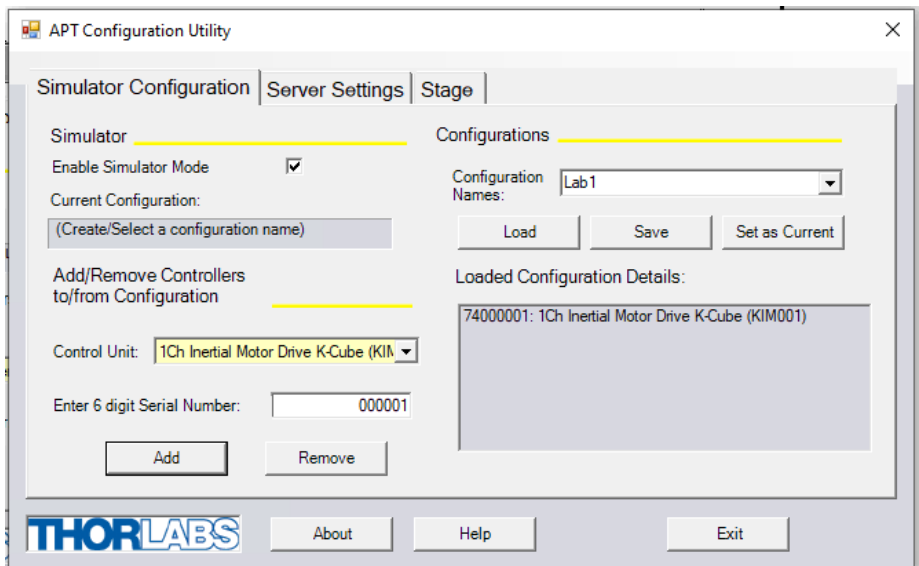 APT Configuration Utility
Simulator Configuration
Server Settings
Stage
Simulator
Enable Simulator Mode
Current Configuration:
(Create/Select a configuration name)
Add/Remove Controllers
to/from Configuration
Control Unit:
1Ch Inertial Motor Drive K-Cube (KIM
Enter 6 digit Serial Number:
000001
Add
Remove
Configurations
Configuration
Names:
Lab1
Load
Save
Set as Current
Loaded Configuration Details:
74000001: 1Ch Inertial Motor Drive K-Cube (KIM001)
THORLABS
About
Help
Exit